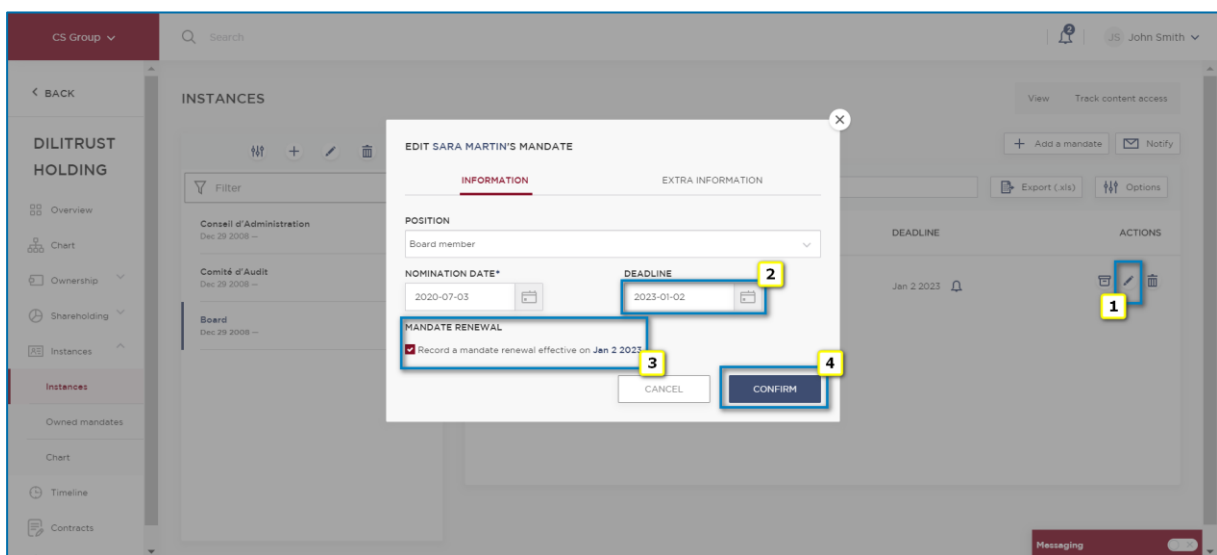 CS Group
Search
2
JS John Smith
BACK
INSTANCES
View Track content access
DILITRUST
HOLDING
Overview
Chart
Ownership
Shareholding
Instances
Instances
Owned mandates
Chart
Timeline
Contracts
Filter
Conseil d'Administration
Dec 29 2008 —
Comité d'Audit
Dec 29 2008 —
Board
Dec 29 2008 —
+ Add a mandate Notify
Export (.xls) Options
DEADLINE ACTIONS
Jan 2 2023
1
EDIT SARA MARTIN'S MANDATE
INFORMATION EXTRA INFORMATION
POSITION
Board member
NOMINATION DATE* DEADLINE
2
2020-07-03 2023-01-02
MANDATE RENEWAL
Record a mandate renewal effective on Jan 2 2023
3
4
CANCEL CONFIRM
Messaging